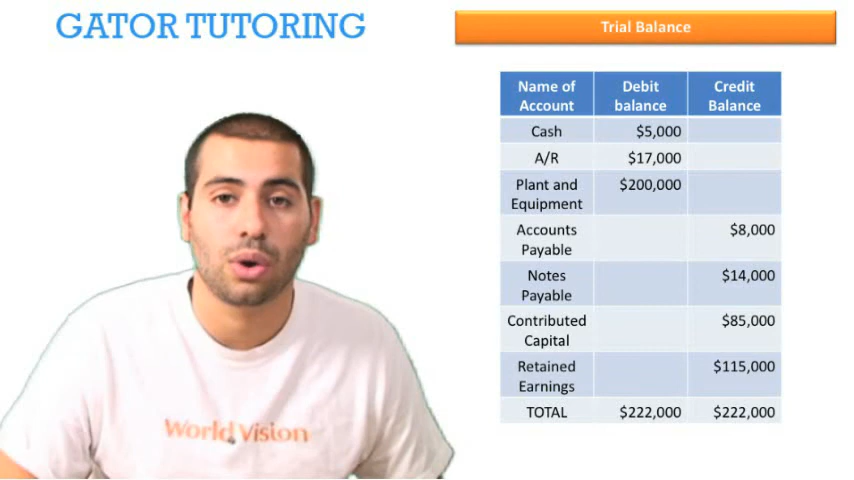 GATOR TUTORING
Trial Balance
Name of Account Debit balance Credit Balance
Cash $5,000
A/R $17,000
Plant and Equipment $200,000
Accounts Payable $8,000
Notes Payable $14,000
Contributed Capital $85,000
Retained Earnings $115,000
TOTAL $222,000 $222,000
World Vision